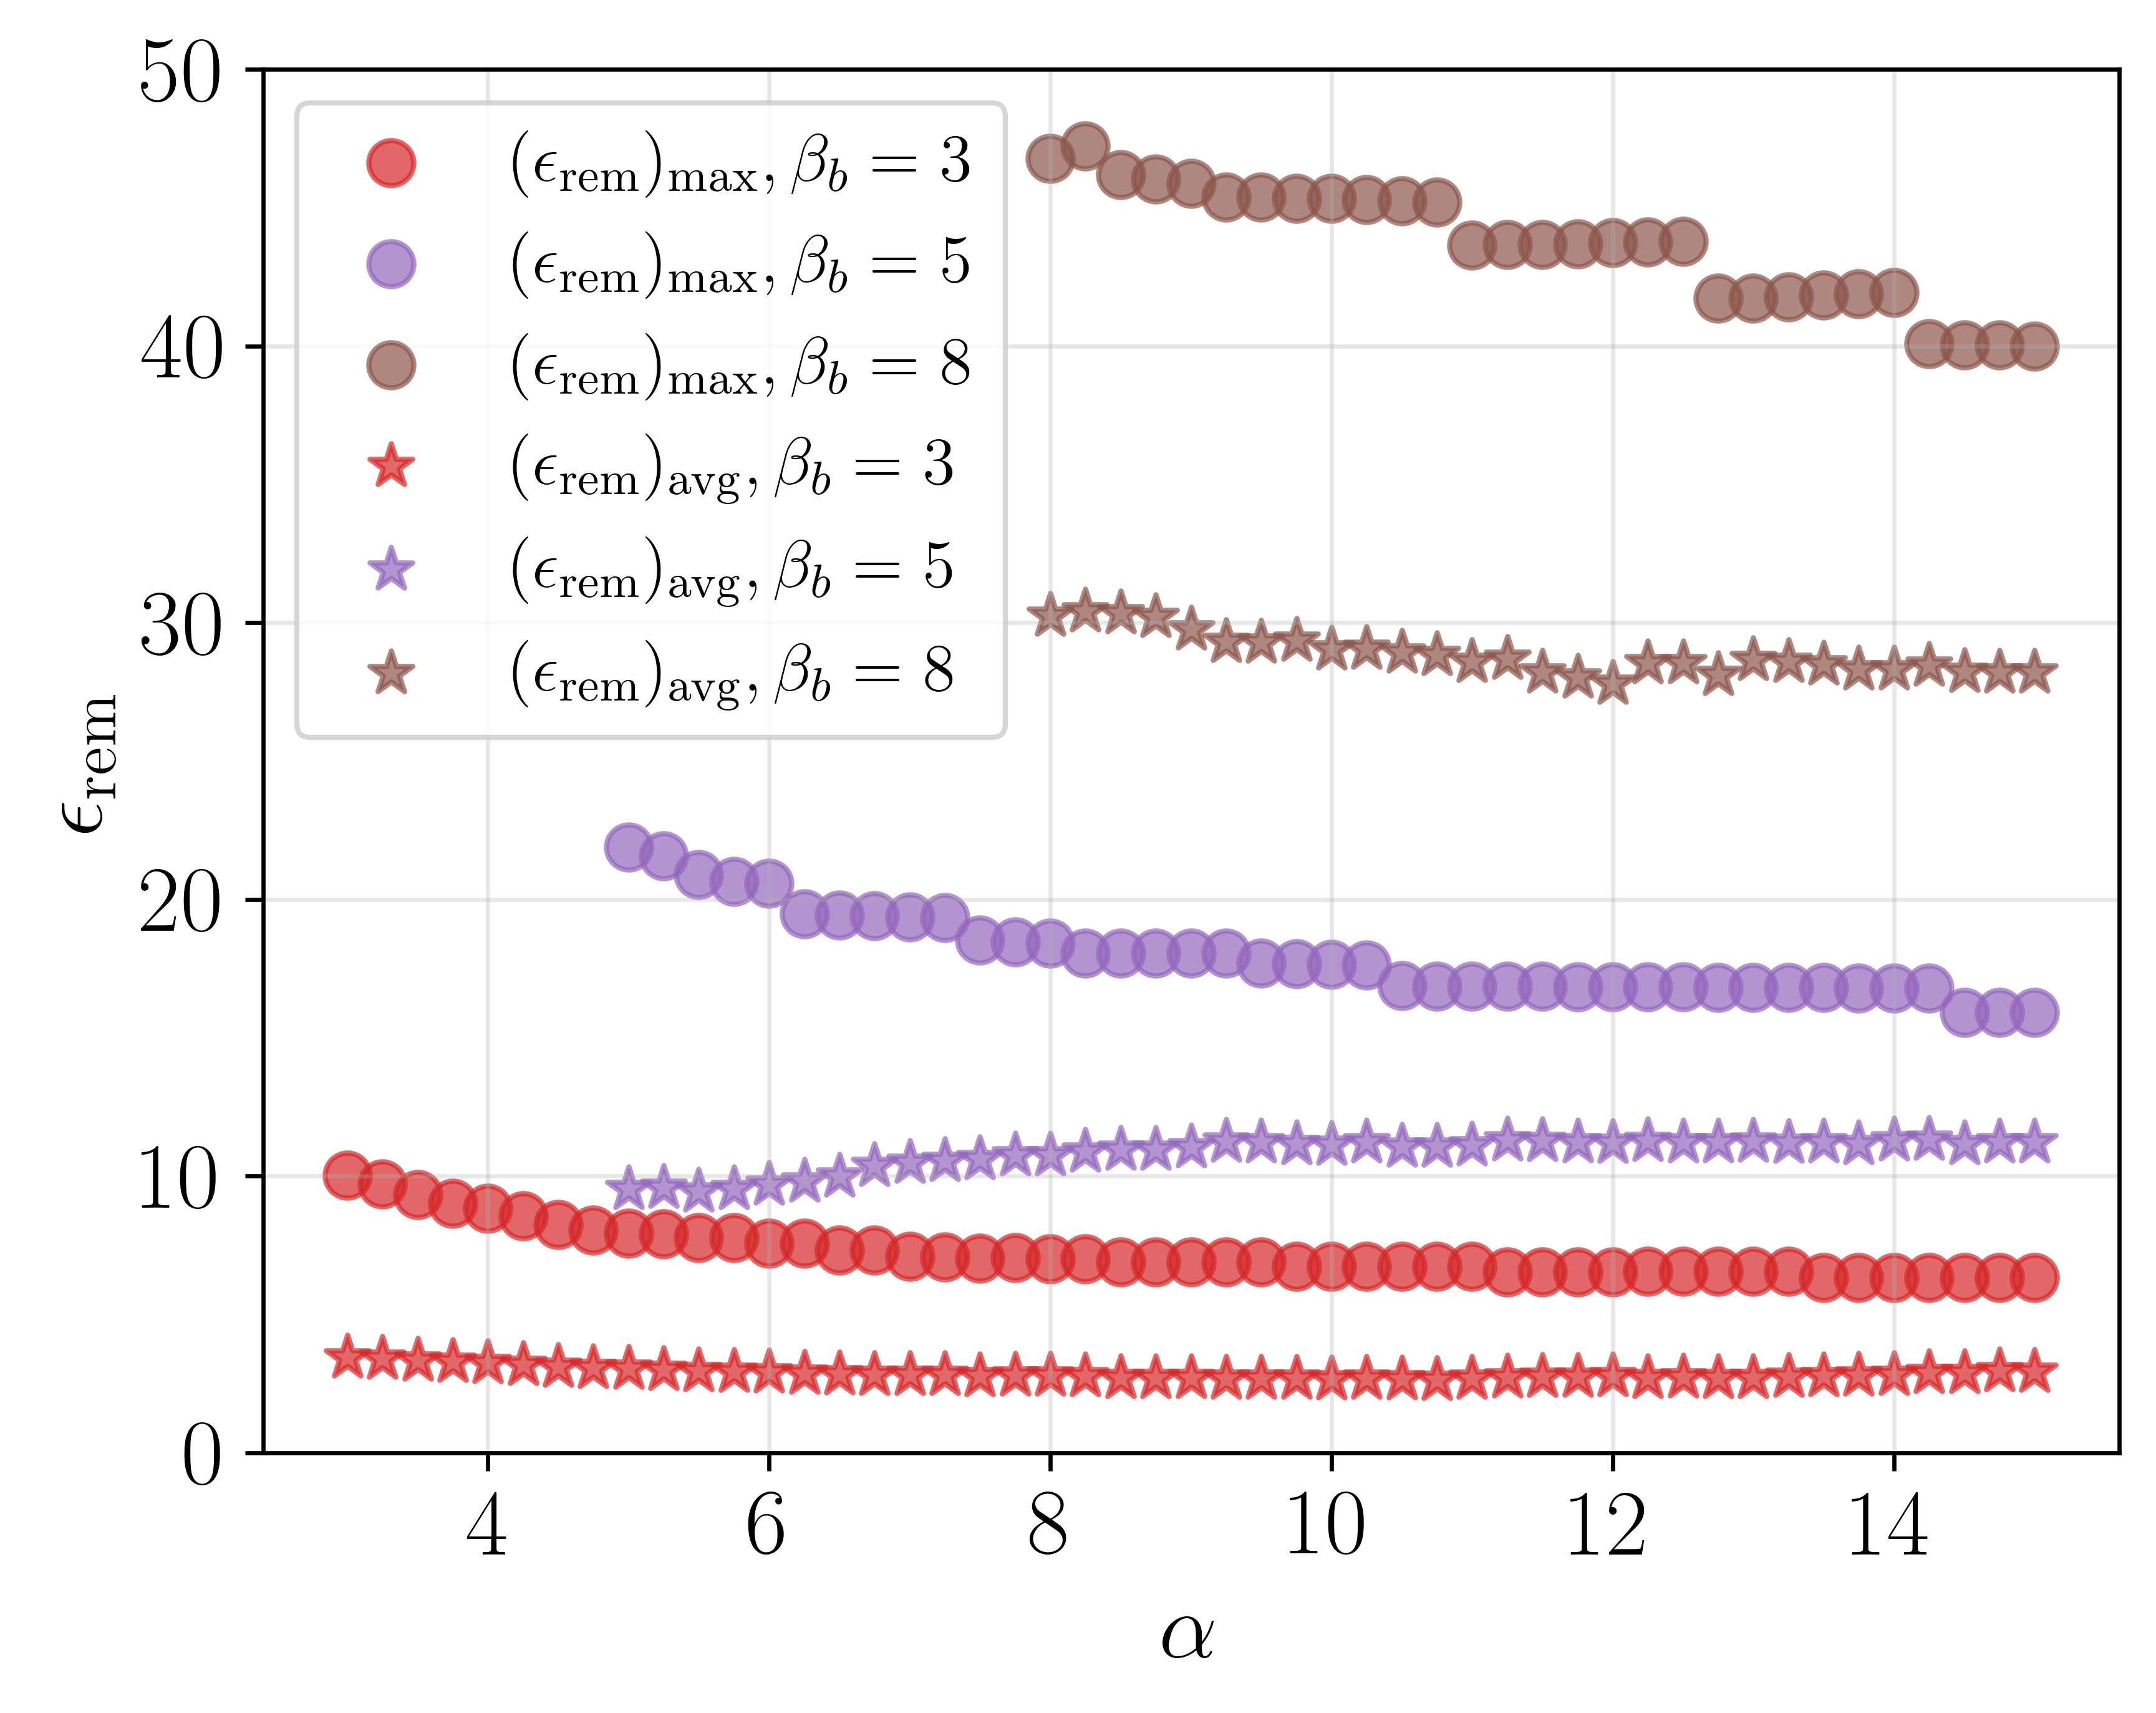 50
40
30
20
10
0
ϵ_rem
(ϵ_rem)_max, β_b = 3
(ϵ_rem)_max, β_b = 5
(ϵ_rem)_max, β_b = 8
(ϵ_rem)_avg, β_b = 3
(ϵ_rem)_avg, β_b = 5
(ϵ_rem)_avg, β_b = 8
4 6 8 10 12 14
α